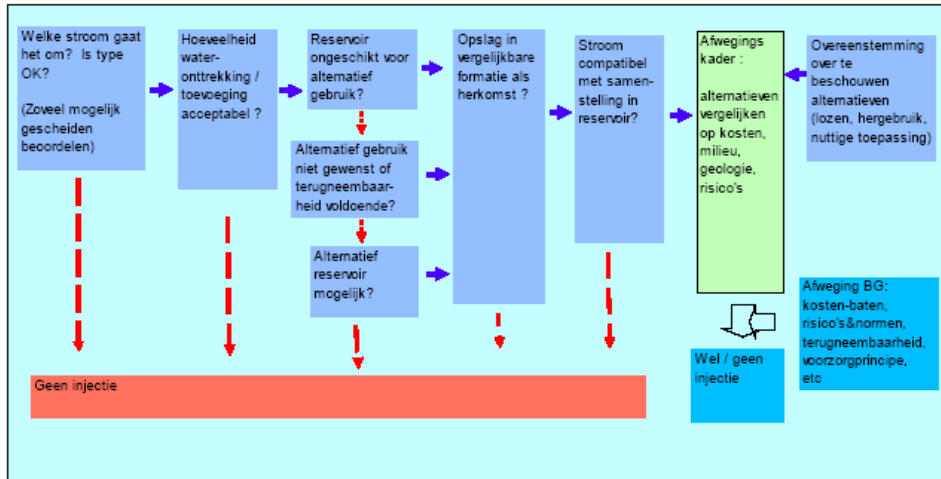 Welke stroom gaat
het om? Is type
OK?
(Zoveel mogelijk
gescheiden
beoordelen)
Hoeveelheid
water-
onttrekking /
toevoeging
acceptabel ?
Reservoir
ongeschikt voor
alternatief
gebruik?
Alternatief gebruik
niet gewenst of
terugneembaar-
heid voldoende?
Alternatief
reservoir
mogelijk?
Opslag in
vergelijkbare
formatie als
herkomst ?
Stroom
compatibel
met samen-
stelling in
reservoir?
Afwegings
kader :
alternatieven
vergelijken
op kosten,
milieu,
geologie,
risico's
Overeenstemming
over te
beschouwen
alternatieven
(lozen, hergebruik,
nuttige toepassing)
Afweging BG:
kosten-baten,
risico's&normen,
terugneembaarheid,
voorzorgprincipe,
etc
Wel / geen
injectie
Geen injectie